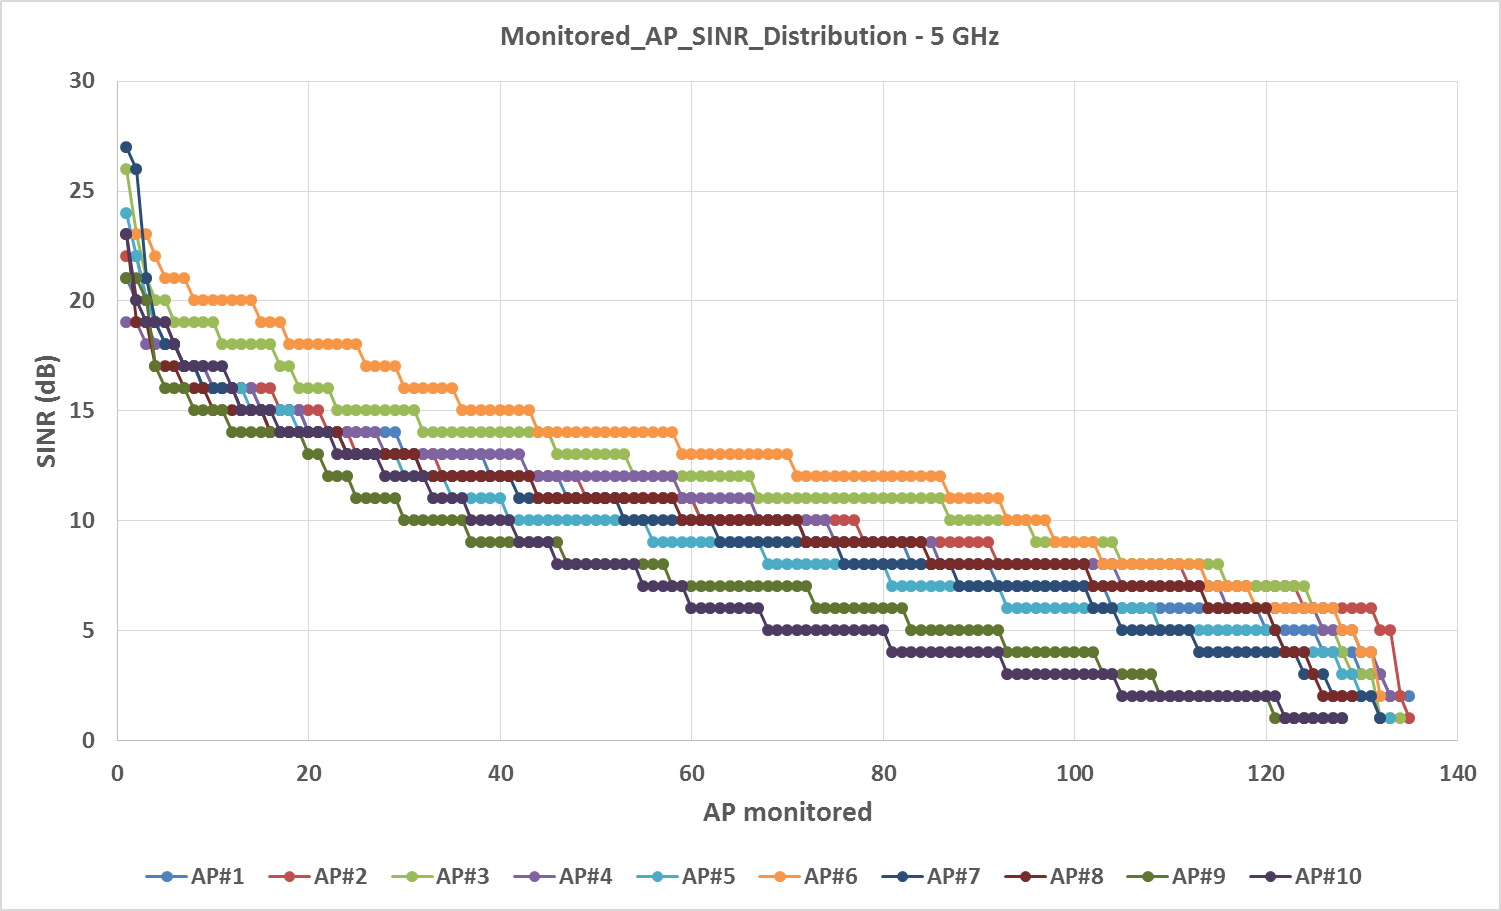 Monitored_AP_SINR_Distribution - 5 GHz
30
25
20
15
10
5
0
SINR (dB)
0 20 40 60 80 100 120 140
AP monitored
AP#1 AP#2 AP#3 AP#4 AP#5 AP#6 AP#7 AP#8 AP#9 AP#10